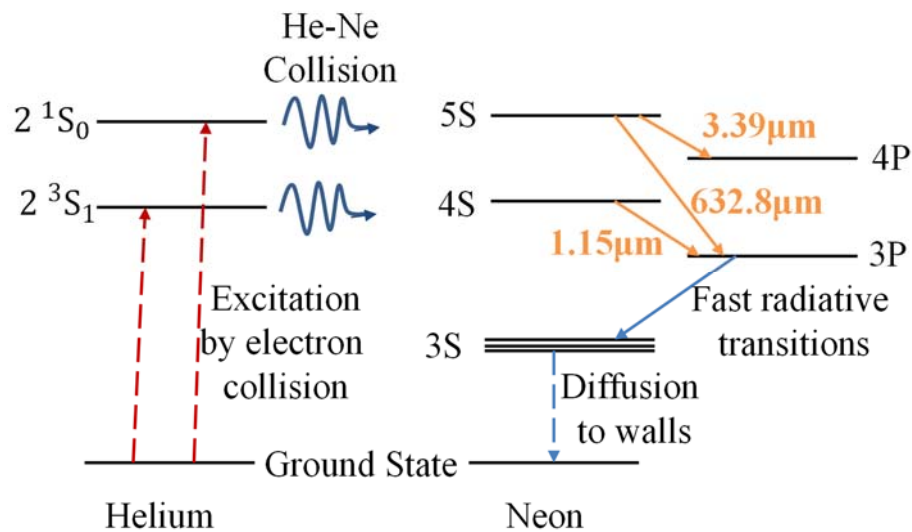 He-Ne
Collision
2 ¹S₀
5S
3.39μm
4P
2 ³S₁
4S
632.8μm
1.15μm
3P
Excitation
by electron
collision
Fast radiative
transitions
3S
Diffusion
to walls
Ground State
Helium
Neon